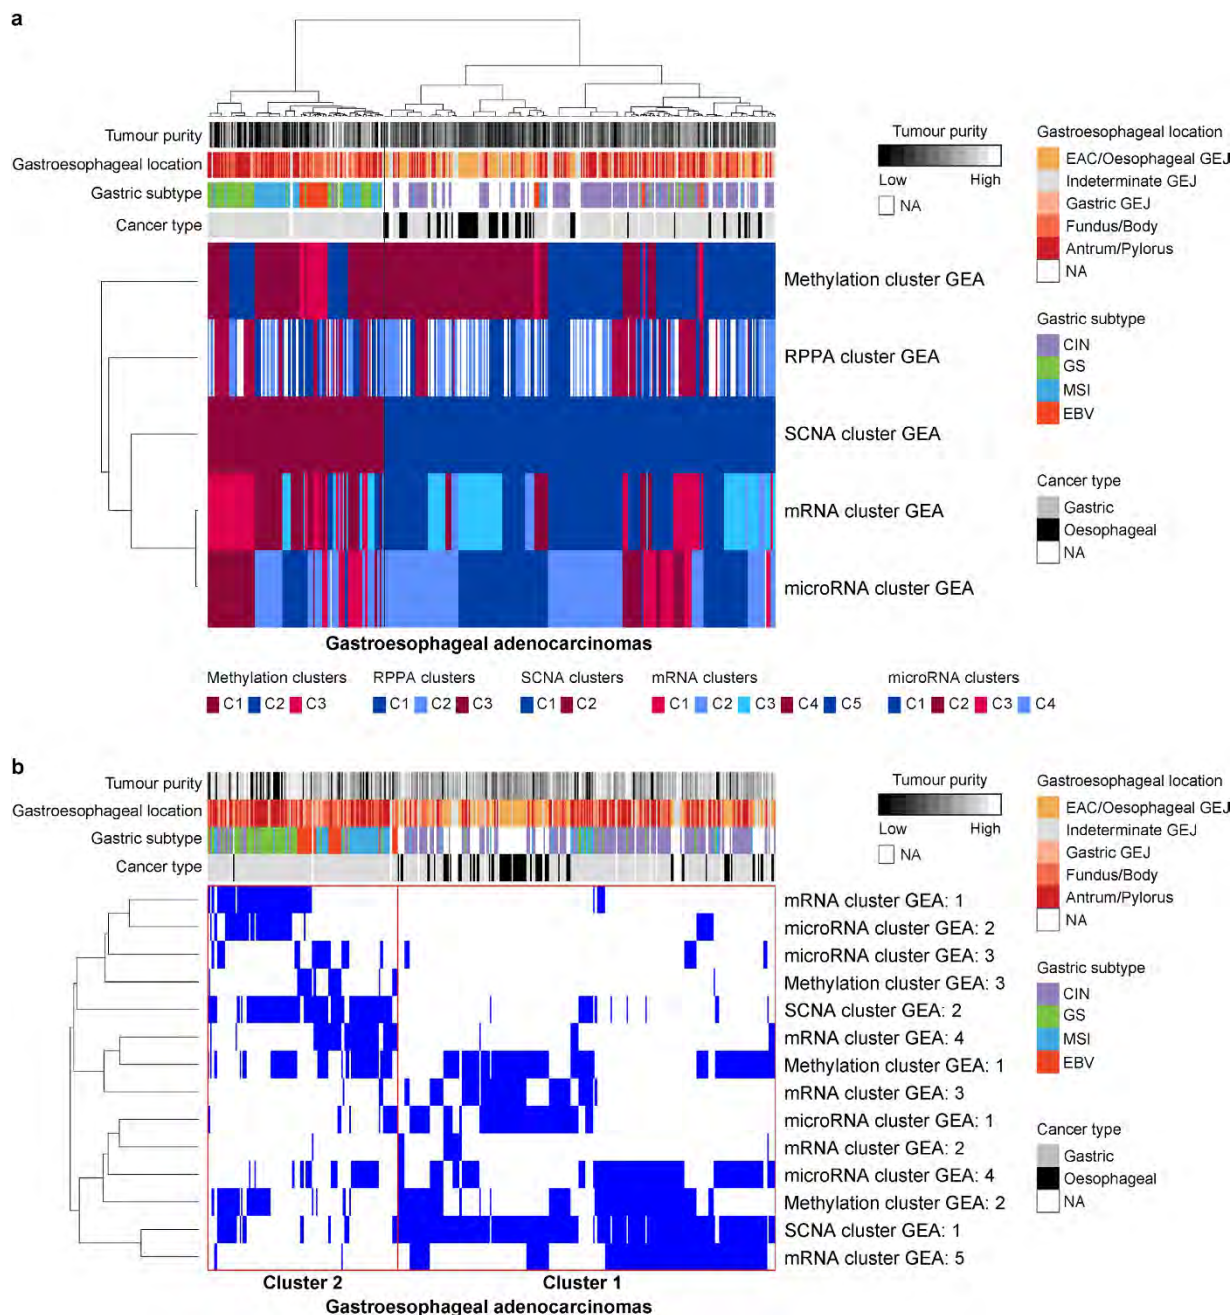 a
Tumour purity
Gastroesophageal location
Gastric subtype
Cancer type
Methylation cluster GEA
RPPA cluster GEA
SCNA cluster GEA
mRNA cluster GEA
microRNA cluster GEA
Gastroesophageal adenocarcinomas
Tumour purity
Low High
NA
Gastroesophageal location
EAC/Oesophageal GEJ
Indeterminate GEJ
Gastric GEJ
Fundus/Body
Antrum/Pylorus
NA
Gastric subtype
CIN
GS
MSI
EBV
Cancer type
Gastric
Oesophageal
NA
Methylation clusters RPPA clusters SCNA clusters mRNA clusters microRNA clusters
C1 C2 C3 C1 C2 C3 C1 C2 C1 C2 C3 C4 C5 C1 C2 C3 C4
b
Tumour purity
Gastroesophageal location
Gastric subtype
Cancer type
mRNA cluster GEA: 1
microRNA cluster GEA: 2
microRNA cluster GEA: 3
Methylation cluster GEA: 3
SCNA cluster GEA: 2
mRNA cluster GEA: 4
Methylation cluster GEA: 1
mRNA cluster GEA: 3
microRNA cluster GEA: 1
mRNA cluster GEA: 2
microRNA cluster GEA: 4
Methylation cluster GEA: 2
SCNA cluster GEA: 1
mRNA cluster GEA: 5
Cluster 2 Cluster 1
Gastroesophageal adenocarcinomas
Tumour purity
Low High
NA
Gastroesophageal location
EAC/Oesophageal GEJ
Indeterminate GEJ
Gastric GEJ
Fundus/Body
Antrum/Pylorus
NA
Gastric subtype
CIN
GS
MSI
EBV
Cancer type
Gastric
Oesophageal
NA